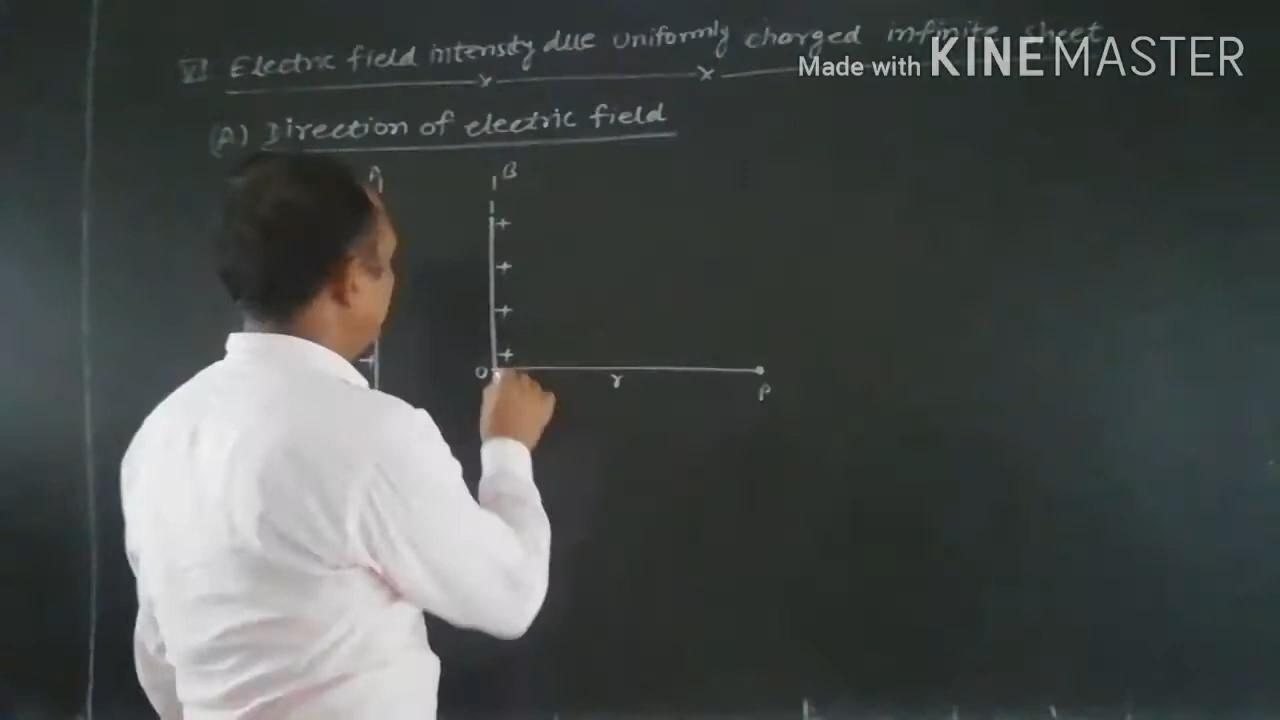 VI Electric field intensity due uniformly charged infinite sheet
Made with KINEMASTER
(A) Direction of electric field
A B
+
+
+
+ +
O r P